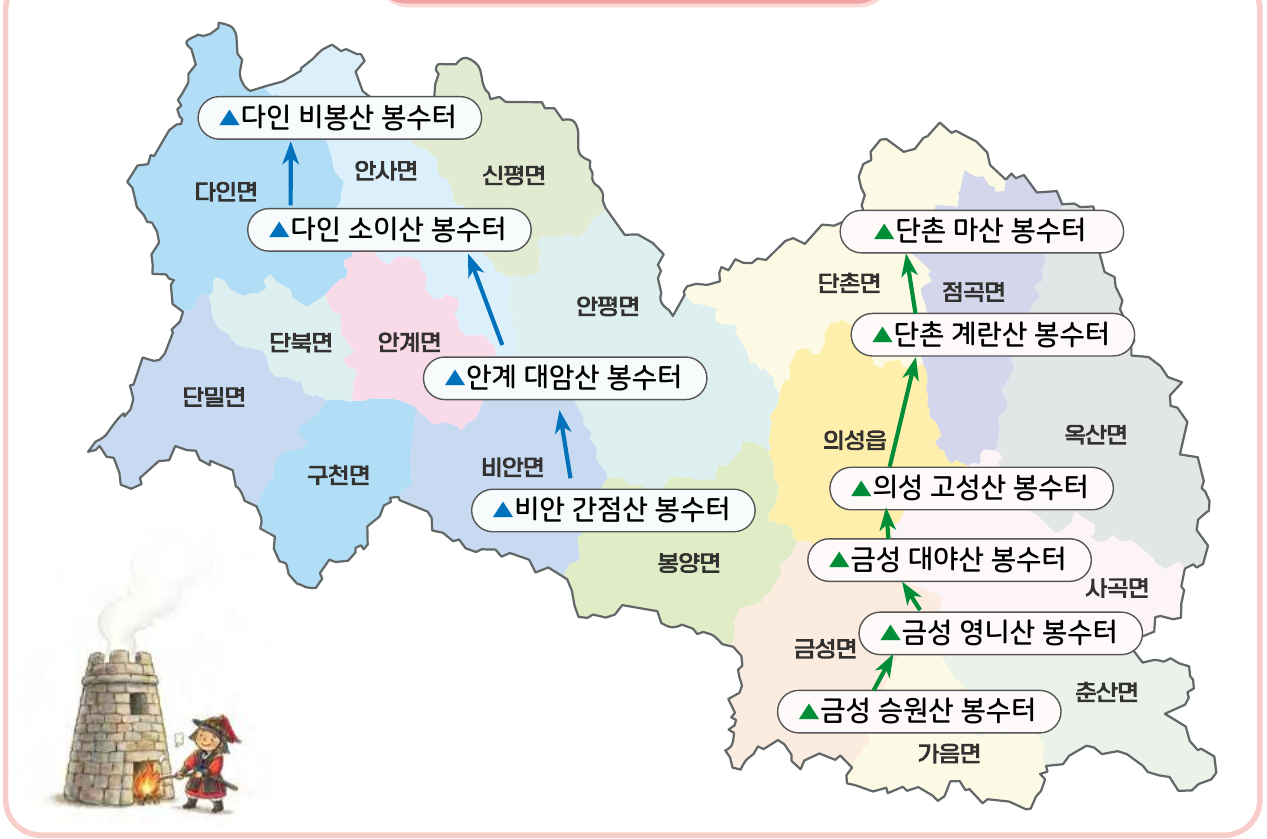 ▲다인 비봉산 봉수터
안사면
신평면
다인면
▲다인 소이산 봉수터
▲단촌 마산 봉수터
단촌면
점곡면
안평면
▲단촌 계란산 봉수터
단북면
안계면
▲안계 대암산 봉수터
단밀면
의성읍
옥산면
비안면
구천면
▲의성 고성산 봉수터
▲비안 간점산 봉수터
▲금성 대야산 봉수터
봉양면
사곡면
▲금성 영니산 봉수터
금성면
춘산면
▲금성 승원산 봉수터
가음면